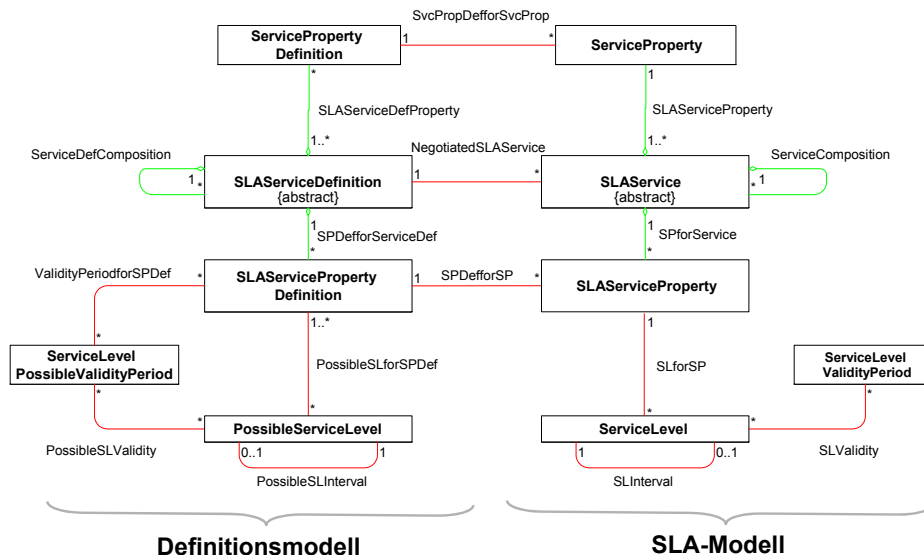 SvcPropDefforSvcProp
ServiceProperty
Definition
1
*
ServiceProperty
*
1
SLAServiceDefProperty
SLAServiceProperty
1..*
1..*
ServiceDefComposition
NegotiatedSLAService
ServiceComposition
1
*
SLAServiceDefinition
{abstract}
1
*
SLAService
{abstract}
1
*
1
SPDefforServiceDef
*
1
SPforService
*
ValidityPeriodforSPDef
*
SLAServiceProperty
Definition
1
SPDefforSP
*
SLAServiceProperty
1..*
1
*
ServiceLevel
PossibleValidityPeriod
PossibleSLforSPDef
SLforSP
ServiceLevel
ValidityPeriod
*
*
*
*
*
PossibleServiceLevel
ServiceLevel
*
PossibleSLValidity
0..1
1
1
0..1
SLValidity
PossibleSLInterval
SLInterval
Definitionsmodell
SLA-Modell